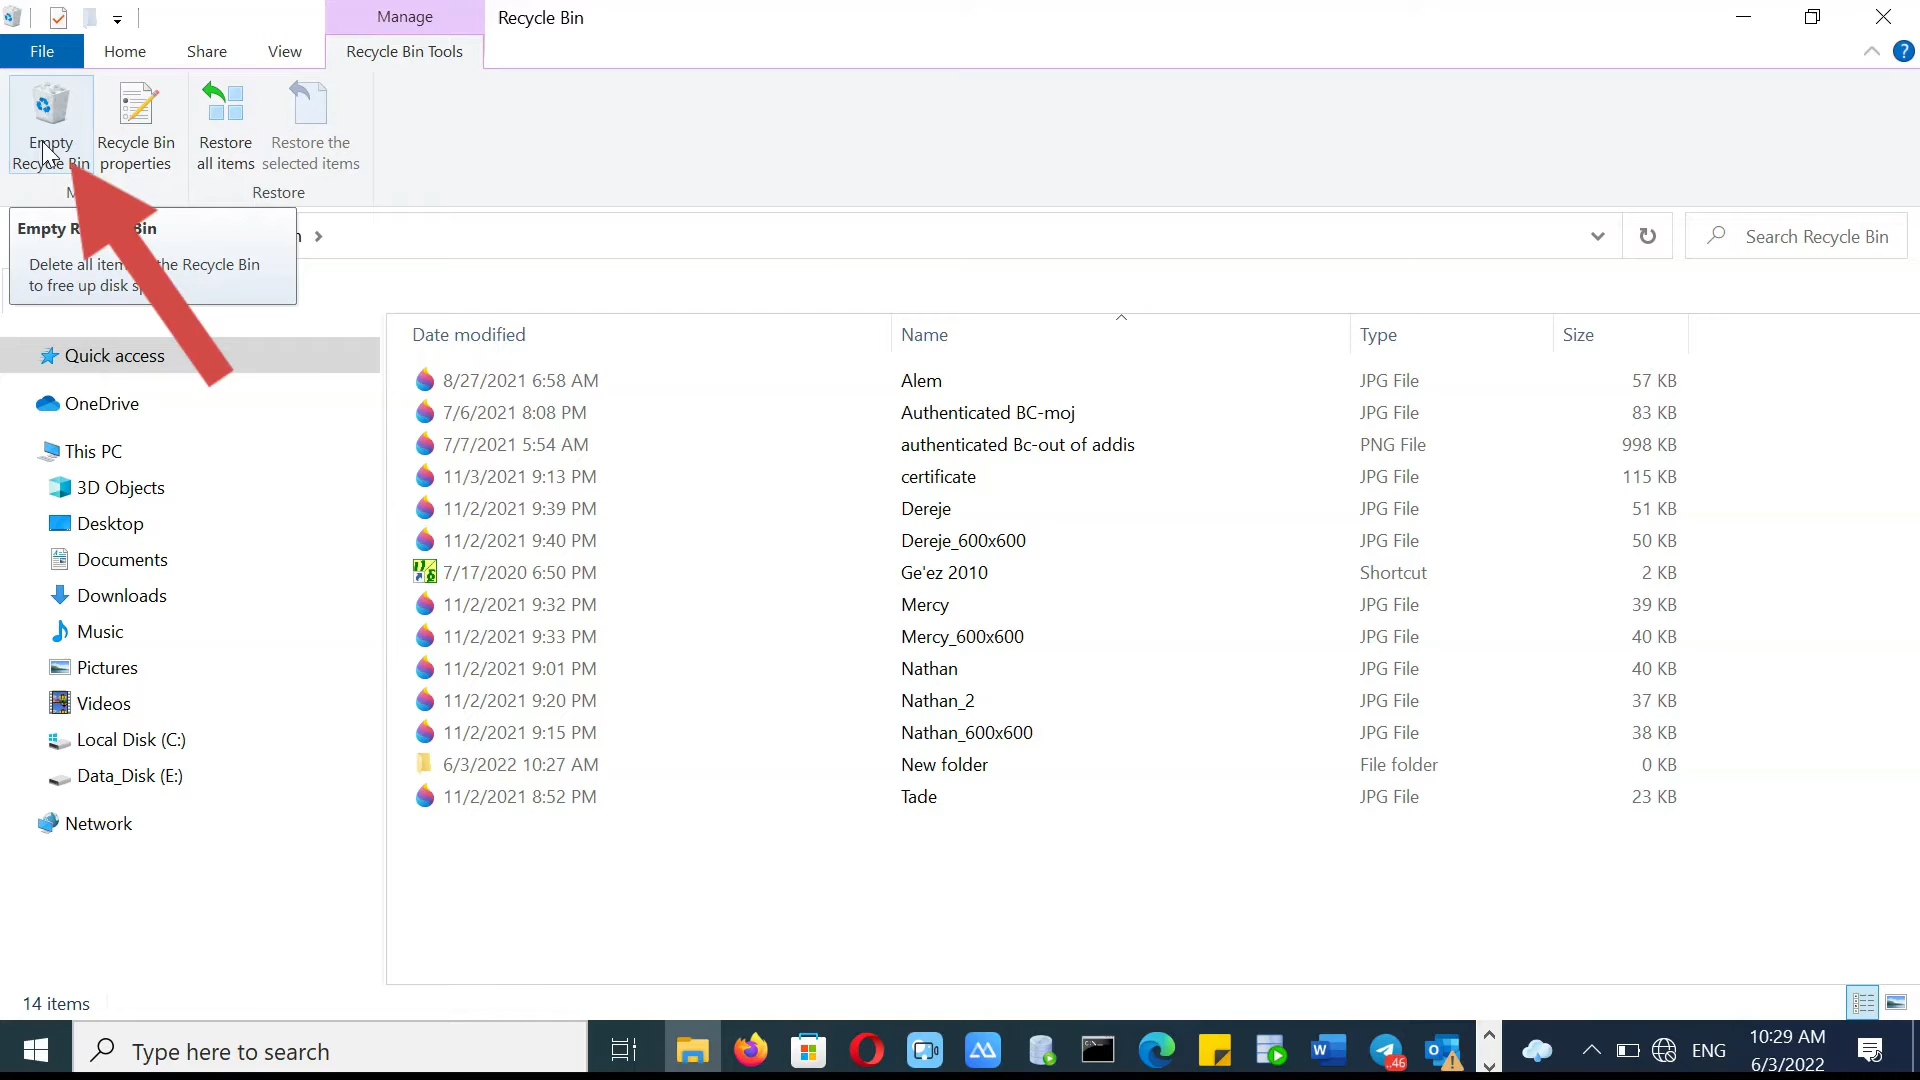 Manage
Recycle Bin
File
Home
Share
View
Recycle Bin Tools
Empty
Recycle Bin
Recycle Bin
properties
Restore
all items
Restore the
selected items
M
Restore
Empty R Bin
Delete all item the Recycle Bin
to free up disk s
n
Search Recycle Bin
Date modified
Name
Type
Size
Quick access
OneDrive
This PC
3D Objects
Desktop
Documents
Downloads
Music
Pictures
Videos
Local Disk (C:)
Data_Disk (E:)
Network
8/27/2021 6:58 AM Alem JPG File 57 KB
7/6/2021 8:08 PM Authenticated BC-moj JPG File 83 KB
7/7/2021 5:54 AM authenticated Bc-out of addis PNG File 998 KB
11/3/2021 9:13 PM certificate JPG File 115 KB
11/2/2021 9:39 PM Dereje JPG File 51 KB
11/2/2021 9:40 PM Dereje_600x600 JPG File 50 KB
7/17/2020 6:50 PM Ge'ez 2010 Shortcut 2 KB
11/2/2021 9:32 PM Mercy JPG File 39 KB
11/2/2021 9:33 PM Mercy_600x600 JPG File 40 KB
11/2/2021 9:01 PM Nathan JPG File 40 KB
11/2/2021 9:20 PM Nathan_2 JPG File 37 KB
11/2/2021 9:15 PM Nathan_600x600 JPG File 38 KB
6/3/2022 10:27 AM New folder File folder 0 KB
11/2/2021 8:52 PM Tade JPG File 23 KB
14 items
Type here to search
..46
ENG
10:29 AM
6/3/2022